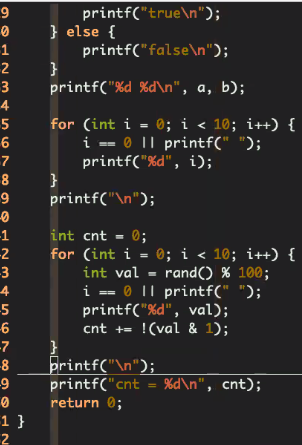 9 printf("true\n");
0 } else {
1 printf("false\n");
2 }
3 printf("%d %d\n", a, b);
5 for (int i = 0; i < 10; i++) {
6 i == 0 || printf(" ");
7 printf("%d", i);
8 }
9 printf("\n");
0
1 int cnt = 0;
2 for (int i = 0; i < 10; i++) {
3 int val = rand() % 100;
4 i == 0 || printf(" ");
5 printf("%d", val);
6 cnt += !(val & 1);
7 }
8 printf("\n");
9 printf("cnt = %d\n", cnt);
0 return 0;
1 }
2